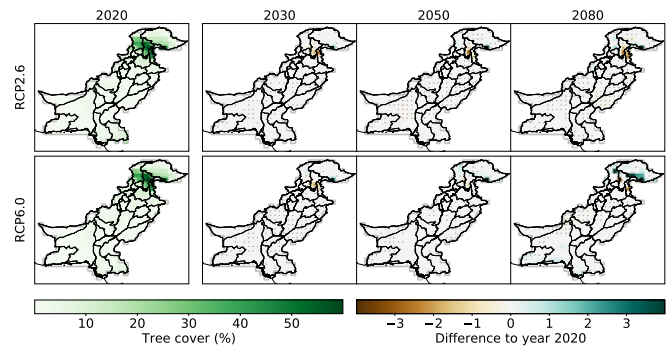 2020 2030 2050 2080
RCP2.6
RCP6.0
10 20 30 40 50 −3 −2 −1 0 1 2 3
Tree cover (%) Difference to year 2020